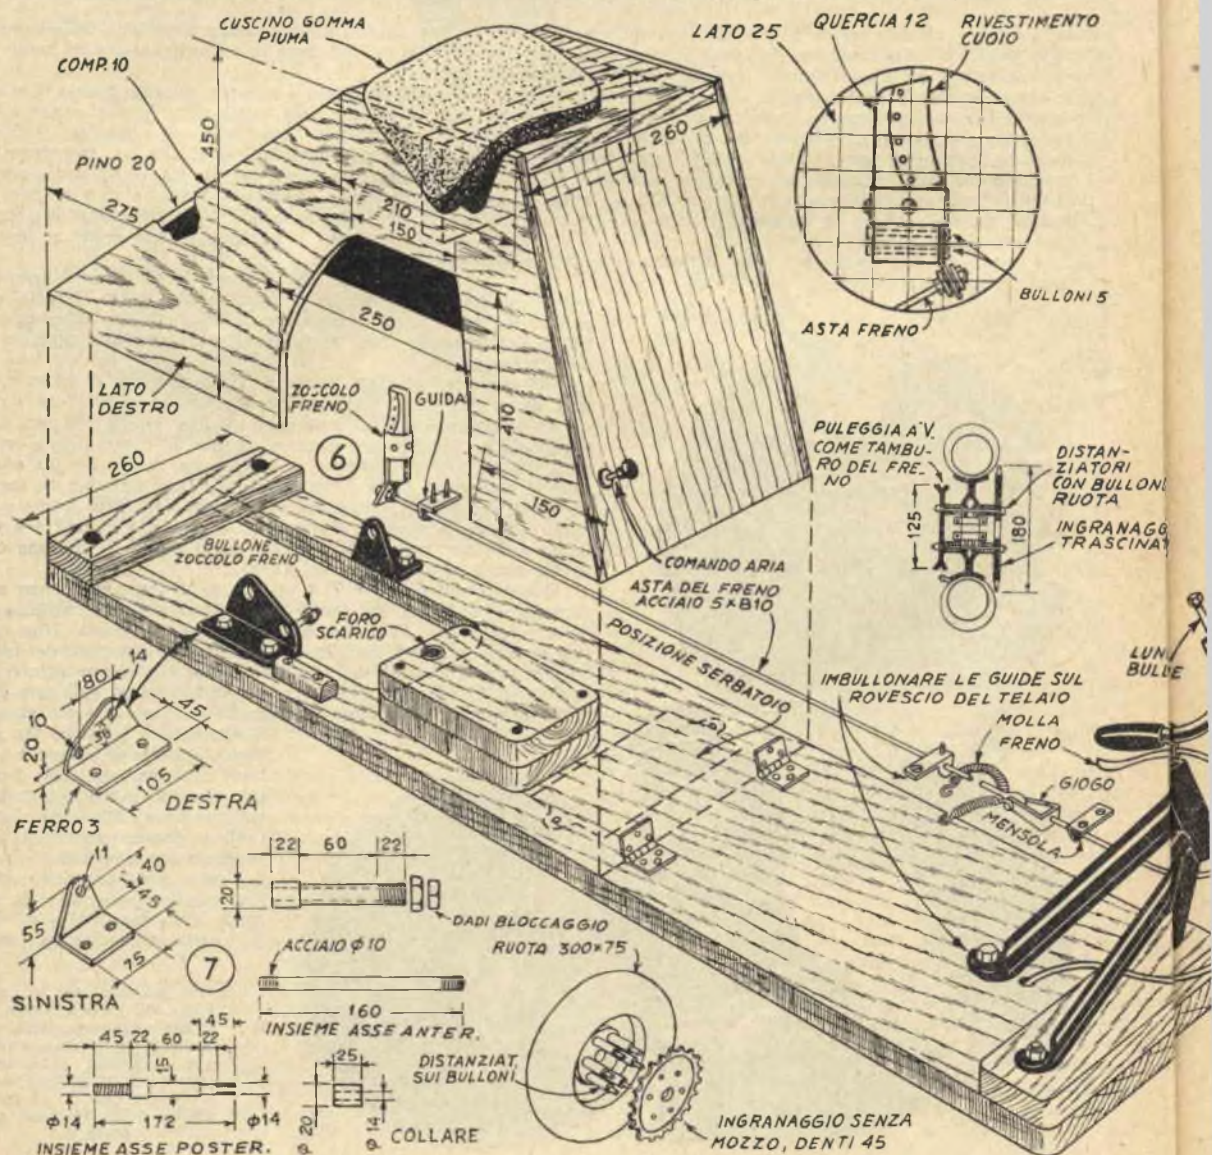 CUSCINO GOMMA
PIUMA
COMP. 10
PINO 20
450
275
210
150
260
250
410
150
LATO
DESTRO
ZOCCOLO
FRENO
GUIDA
6
LATO 25
QUERCIA 12
RIVESTIMENTO
CUOIO
BULLONI 5
ASTA FRENO
PULEGGIA A "V"
COME TAMBU-
RO DEL FRE-
NO
DISTAN-
ZIATORI
CON BULLONI
RUOTA
INGRANAGG
TRASCINAT
125
180
260
BULLONE
ZOCCOLO FRENO
FORO
SCARICO
COMANDO ARIA
ASTA DEL FRENO
ACCIAIO 5×810
POSIZIONE SERBATOIO
IMBULLONARE LE GUIDE SUL
ROVESCIO DEL TELAIO
MOLLA
FRENO
GIOGO
MENSOLA
14
80
45
10
38
20
105
DESTRA
FERRO 3
11
40
45
55
75
SINISTRA
7
22 60 22
20
DADI BLOCCAGGIO
ACCIAIO φ 10
160
INSIEME ASSE ANTER.
RUOTA 300×75
DISTANZIAT.
SUI BULLONI
INGRANAGGIO SENZA
MOZZO, DENTI 45
45
45 22 60 22
15
φ14 172 φ14
INSIEME ASSE POSTER.
25
φ 20
φ 14
COLLARE